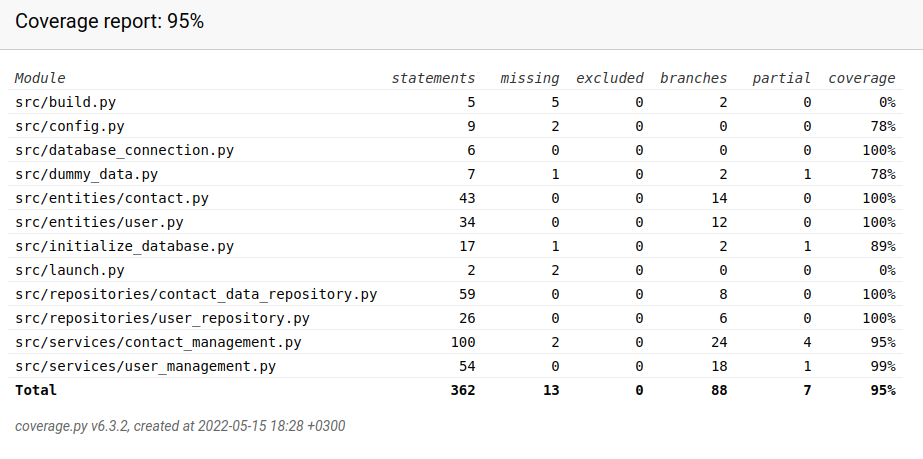 Coverage report: 95%
Module statements missing excluded branches partial coverage
src/build.py 5 5 0 2 0 0%
src/config.py 9 2 0 0 0 78%
src/database_connection.py 6 0 0 0 0 100%
src/dummy_data.py 7 1 0 2 1 78%
src/entities/contact.py 43 0 0 14 0 100%
src/entities/user.py 34 0 0 12 0 100%
src/initialize_database.py 17 1 0 2 1 89%
src/launch.py 2 2 0 0 0 0%
src/repositories/contact_data_repository.py 59 0 0 8 0 100%
src/repositories/user_repository.py 26 0 0 6 0 100%
src/services/contact_management.py 100 2 0 24 4 95%
src/services/user_management.py 54 0 0 18 1 99%
Total 362 13 0 88 7 95%
coverage.py v6.3.2, created at 2022-05-15 18:28 +0300